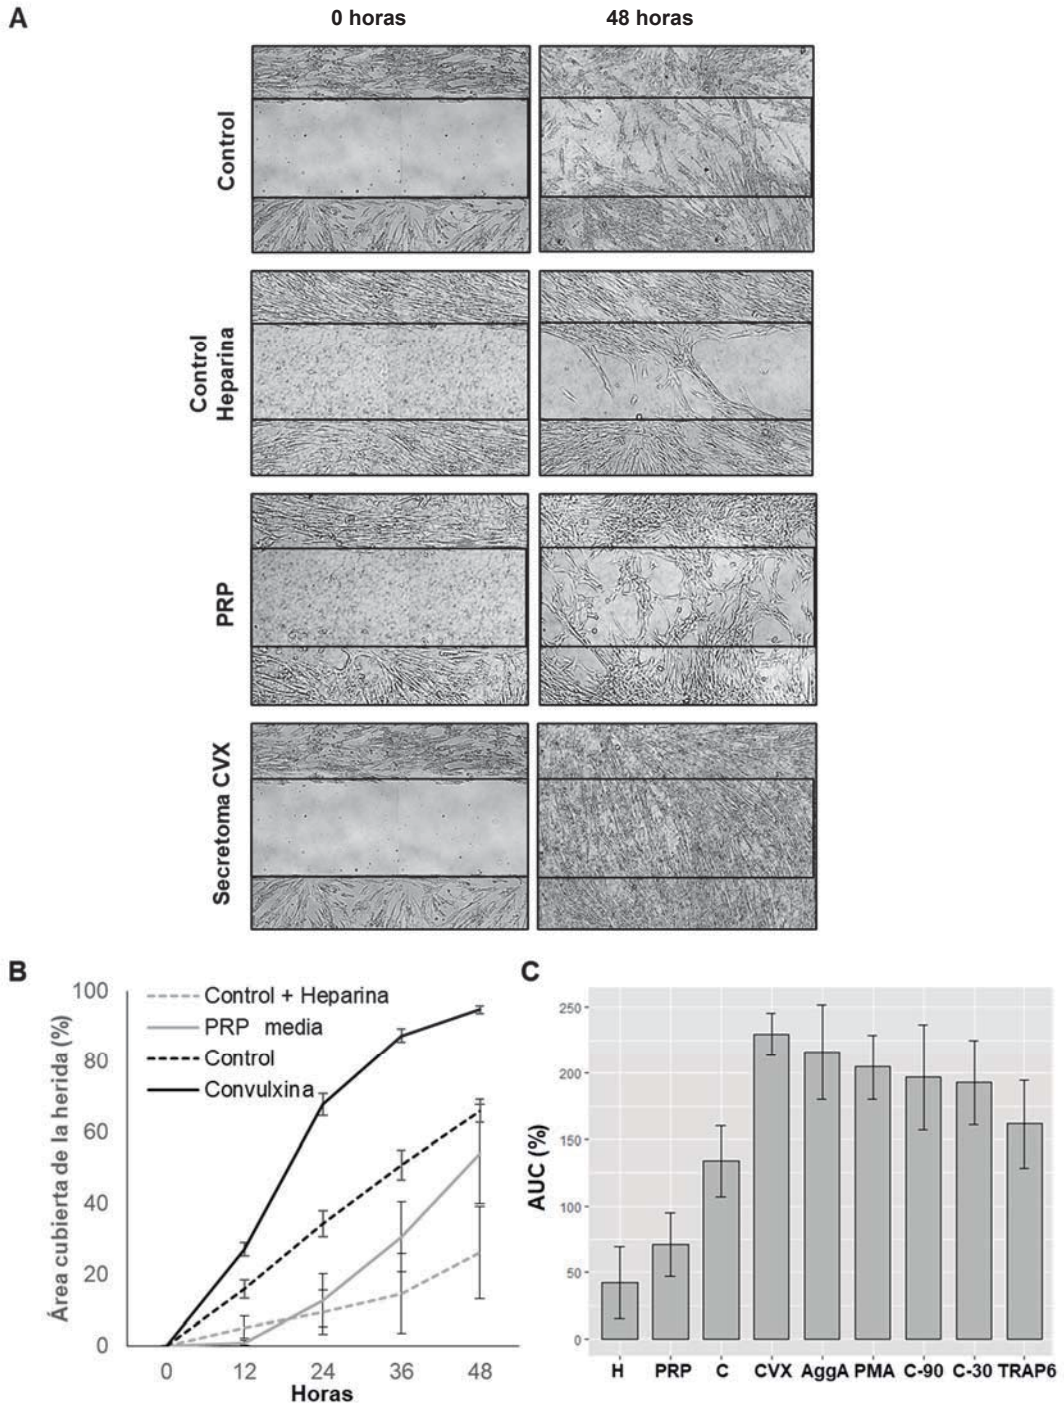 A
0 horas
48 horas
Control
Control
Heparina
PRP
Secretoma CVX
B
Área cubierta de la herida (%)
100
80
60
40
20
0
Control + Heparina
PRP media
Control
Convulxina
0
12
24
36
48
Horas
C
AUC (%)
250
200
150
100
50
0
H
PRP
C
CVX
AggA
PMA
C-90
C-30
TRAP6